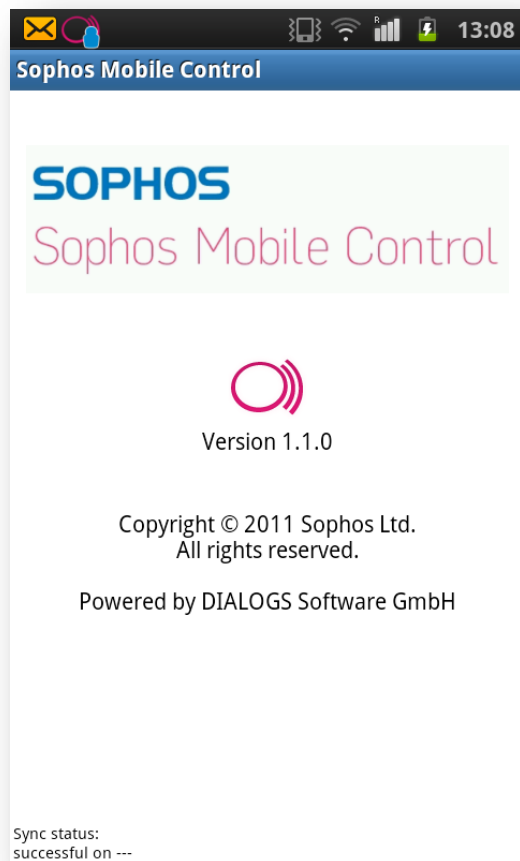 R
13:08
Sophos Mobile Control
SOPHOS
Sophos Mobile Control
Version 1.1.0
Copyright © 2011 Sophos Ltd.
All rights reserved.
Powered by DIALOGS Software GmbH
Sync status:
successful on ---